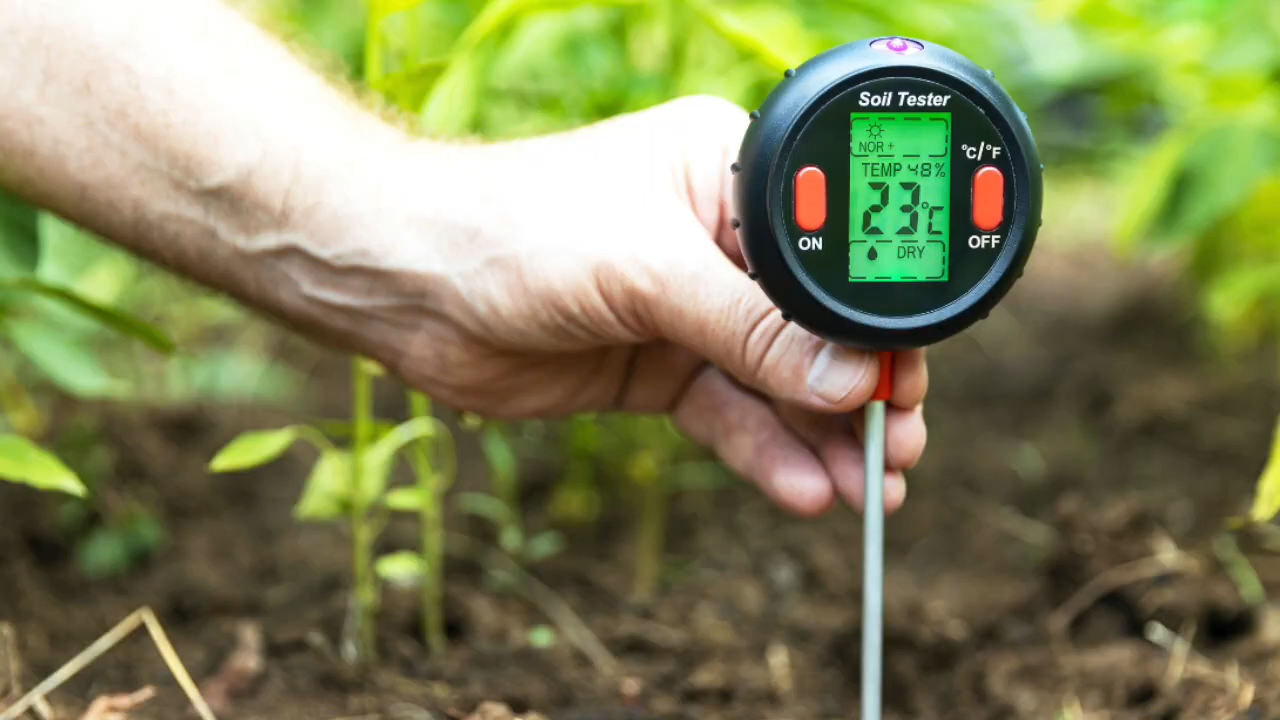 Soil Tester
NOR +
°C/°F
TEMP 48%
23°C
ON
OFF
DRY